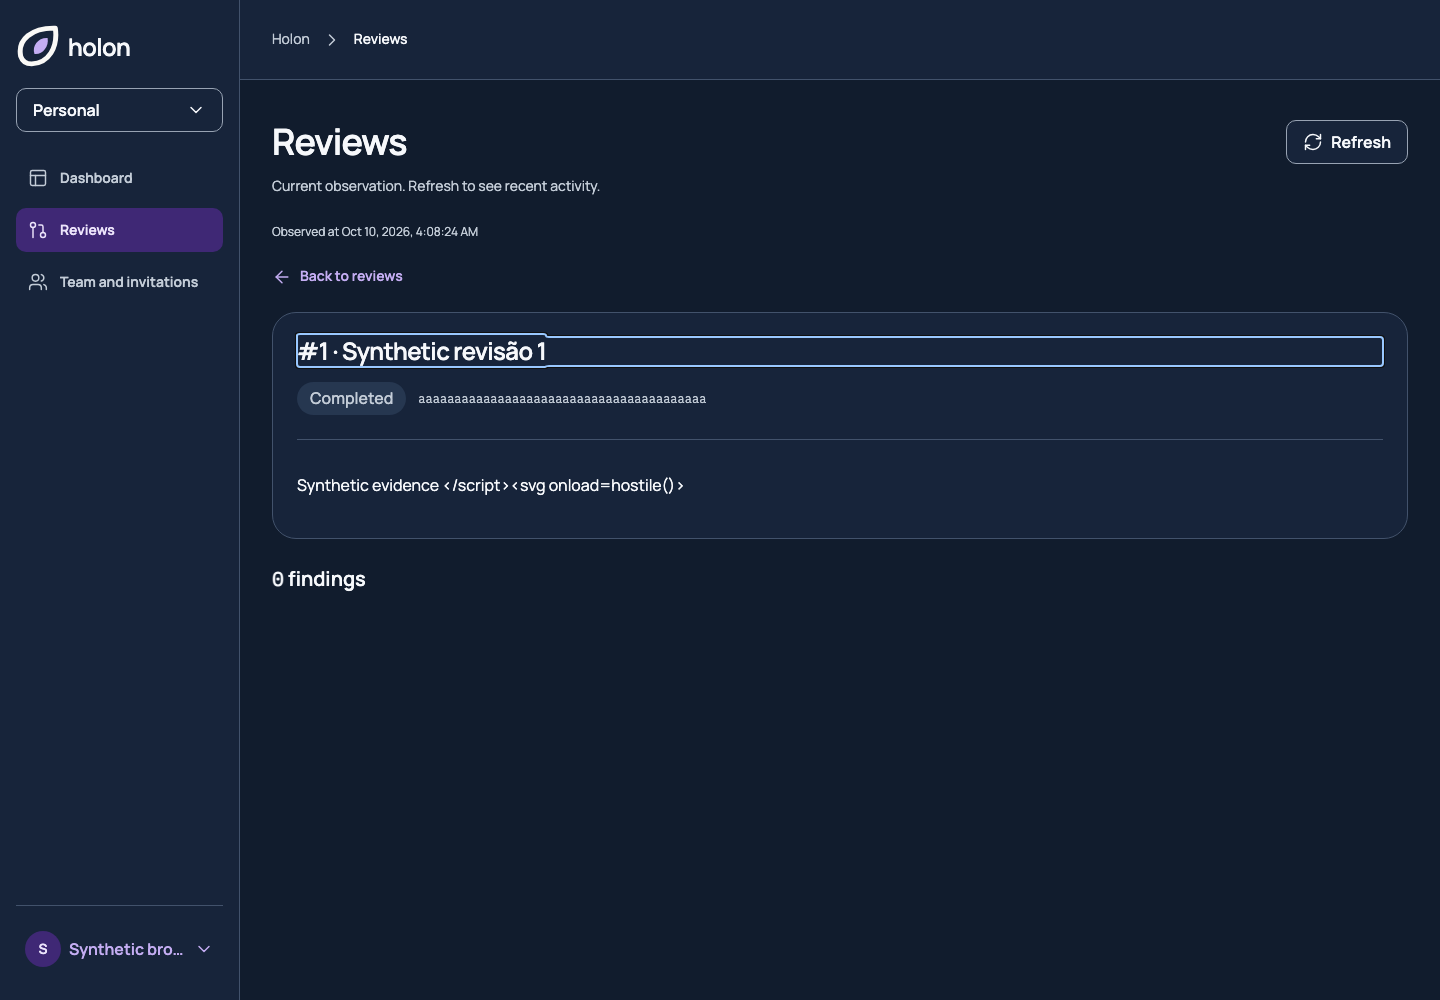 holon
Personal
Dashboard
Reviews
Team and invitations
Synthetic bro...
S
Holon
Reviews
Reviews
Refresh
Current observation. Refresh to see recent activity.
Observed at Oct 10, 2026, 4:08:24 AM
Back to reviews
#1 · Synthetic revisão 1
Completed
aaaaaaaaaaaaaaaaaaaaaaaaaaaaaaaaaaaaaaaa
Synthetic evidence </script><svg onload=hostile()>
0 findings